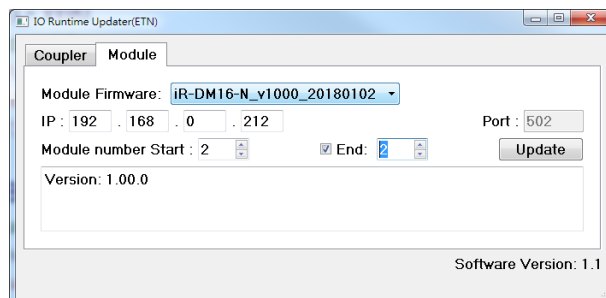 IO Runtime Updater(ETN)
Coupler Module
Module Firmware: iR-DM16-N_v1000_20180102
IP : 192 . 168 . 0 . 212 Port : 502
Module number Start : 2 End: 2 Update
Version: 1.00.0
Software Version: 1.1